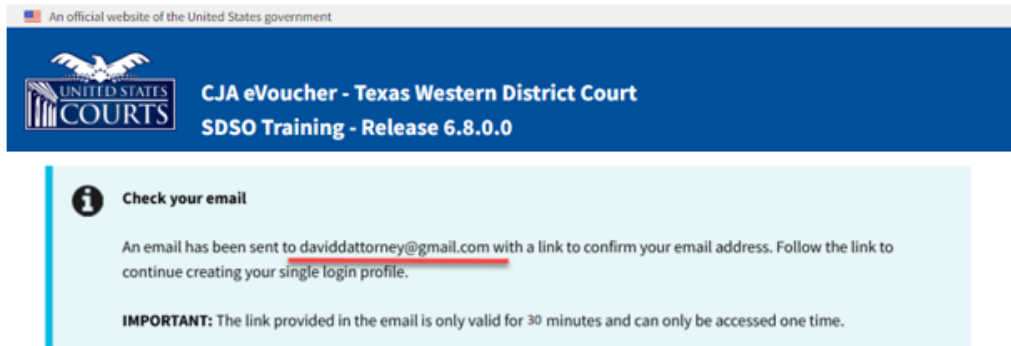 An official website of the United States government
UNITED STATES
COURTS
CJA eVoucher - Texas Western District Court
SDSO Training - Release 6.8.0.0
Check your email
An email has been sent to daviddattorney@gmail.com with a link to confirm your email address. Follow the link to
continue creating your single login profile.
IMPORTANT: The link provided in the email is only valid for 30 minutes and can only be accessed one time.